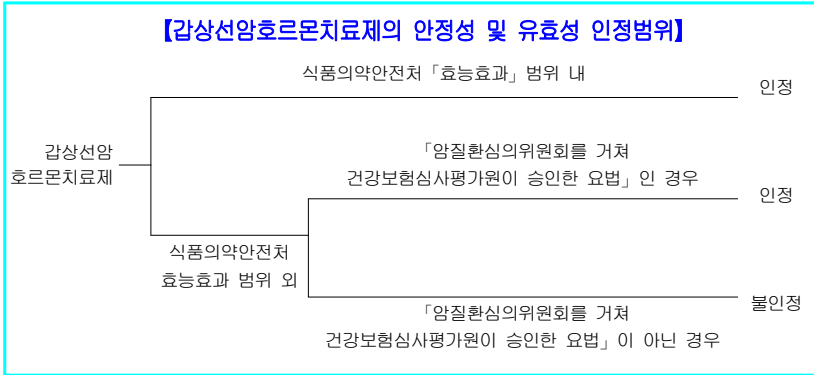 【갑상선암호르몬치료제의 안정성 및 유효성 인정범위】
식품의약안전처「효능효과」범위 내
인정
갑상선암
호르몬치료제
「암질환심의위원회를 거쳐
건강보험심사평가원이 승인한 요법」인 경우
인정
식품의약안전처
효능효과 범위 외
불인정
「암질환심의위원회를 거쳐
건강보험심사평가원이 승인한 요법」이 아닌 경우